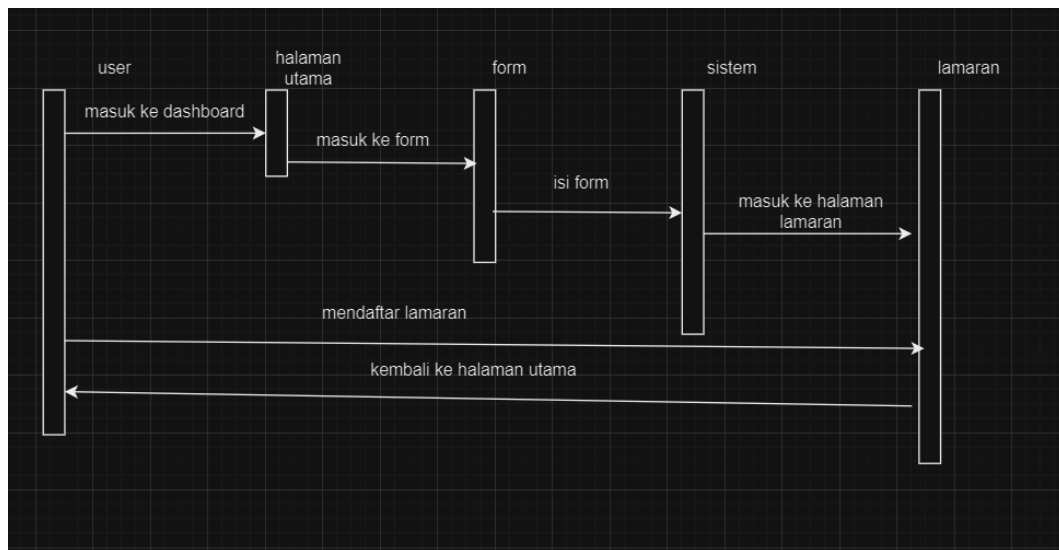 user
halaman
utama
form
sistem
lamaran
masuk ke dashboard
masuk ke form
isi form
masuk ke halaman
lamaran
mendaftar lamaran
kembali ke halaman utama